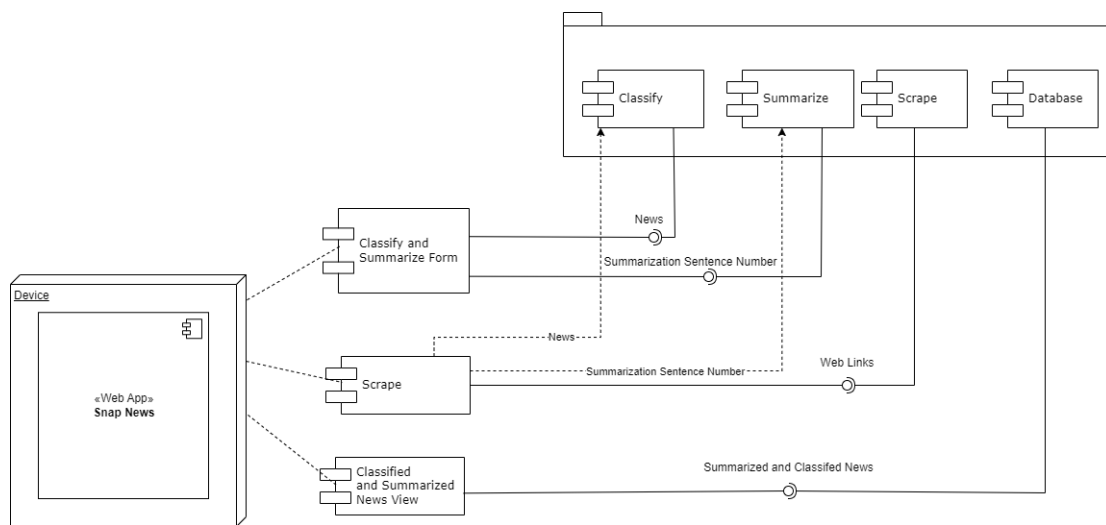 Classify
Summarize
Scrape
Database
Classify and
Summarize Form
News
Summarization Sentence Number
Device
«Web App»
Snap News
News
Scrape
Summarization Sentence Number
Web Links
Classified
and Summarized
News View
Summarized and Classifed News